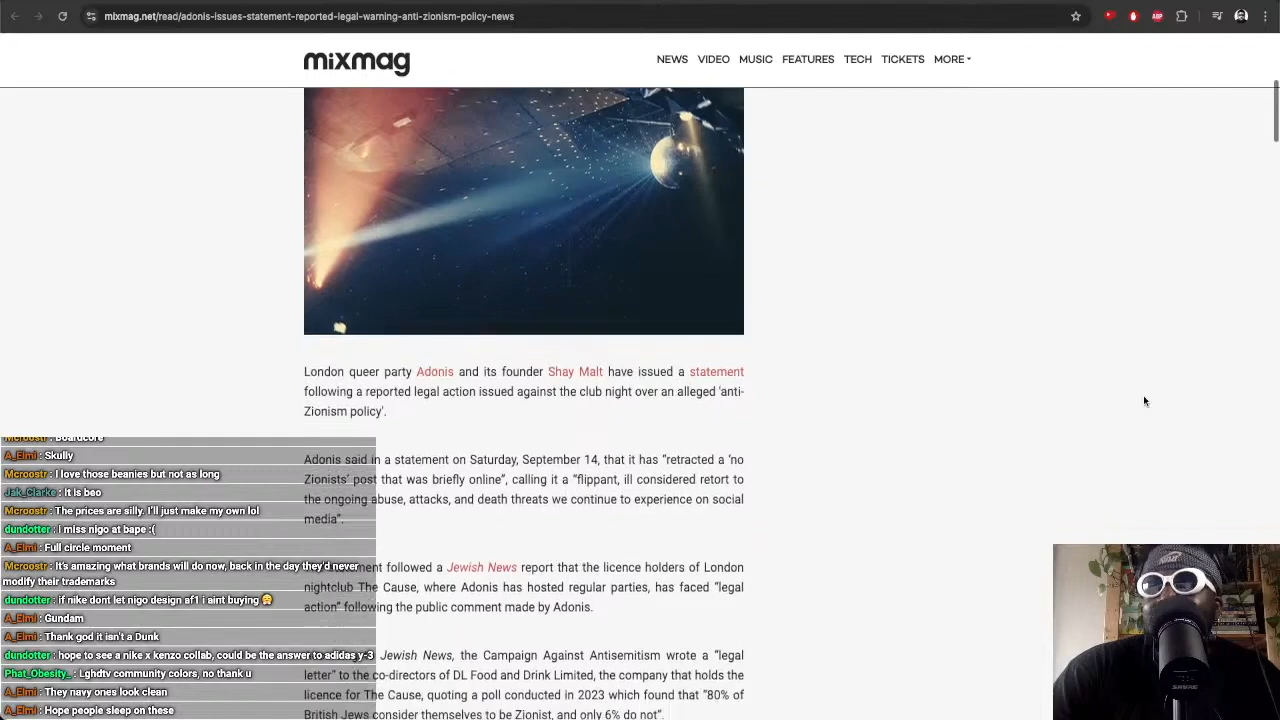 mixmag.net/read/adonis-issues-statement-reported-legal-warning-anti-zionism-policy-news
ABP
mixmag
NEWS VIDEO MUSIC FEATURES TECH TICKETS MORE
London queer party Adonis and its founder Shay Malt have issued a statement
following a reported legal action issued against the club night over an alleged 'anti-
Zionism policy'.
Adonis said in a statement on Saturday, September 14, that it has “retracted a ‘no
Zionists’ post that was briefly online”, calling it a “flippant, ill considered retort to
the ongoing abuse, attacks, and death threats we continue to experience on social
media”.
ment followed a Jewish News report that the licence holders of London
nightclub The Cause, where Adonis has hosted regular parties, has faced “legal
action” following the public comment made by Adonis.
Jewish News, the Campaign Against Antisemitism wrote a “legal
letter” to the co-directors of DL Food and Drink Limited, the company that holds the
licence for The Cause, quoting a poll conducted in 2023 which found that “80% of
British Jews consider themselves to be Zionist, and only 6% do not”.
Mcroostr : Boardcore
A_Elmi : Skully
Mcroostr : I love those beanies but not as long
Jak_Clarke : It is beo
Mcroostr : The prices are silly. I'll just make my own lol
dundotter : I miss nigo at bape :(
A_Elmi : Full circle moment
Mcroostr : It's amazing what brands will do now, back in the day they'd never
modify their trademarks
dundotter : if nike dont let nigo design af1 i aint buying 😤
A_Elmi : Gundam
A_Elmi : Thank god it isn't a Dunk
dundotter : hope to see a nike x kenzo collab, could be the answer to adidas y-3
Phat_Obesity_ : Lghdtv community colors, no thank u
A_Elmi : They navy ones look clean
A_Elmi : Hope people sleep on these
SHURE